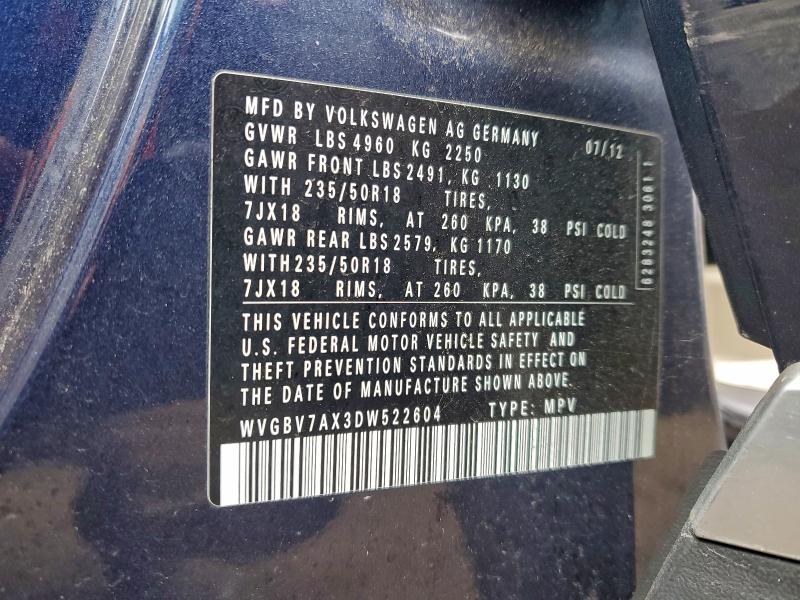 MFD BY VOLKSWAGEN AG GERMANY
07/12
GVWR LBS 4960 KG 2250
GAWR FRONT LBS 2491, KG 1130
WITH 235/50R18 TIRES,
7JX18 RIMS, AT 260 KPA, 38 PSI COLD
GAWR REAR LBS 2579, KG 1170
WITH 235/50R18 TIRES,
7JX18 RIMS, AT 260 KPA, 38 PSI COLD
THIS VEHICLE CONFORMS TO ALL APPLICABLE
U.S. FEDERAL MOTOR VEHICLE SAFETY AND
THEFT PREVENTION STANDARDS IN EFFECT ON
THE DATE OF MANUFACTURE SHOWN ABOVE.
WVGBV7AX3DW522604 TYPE: MPV